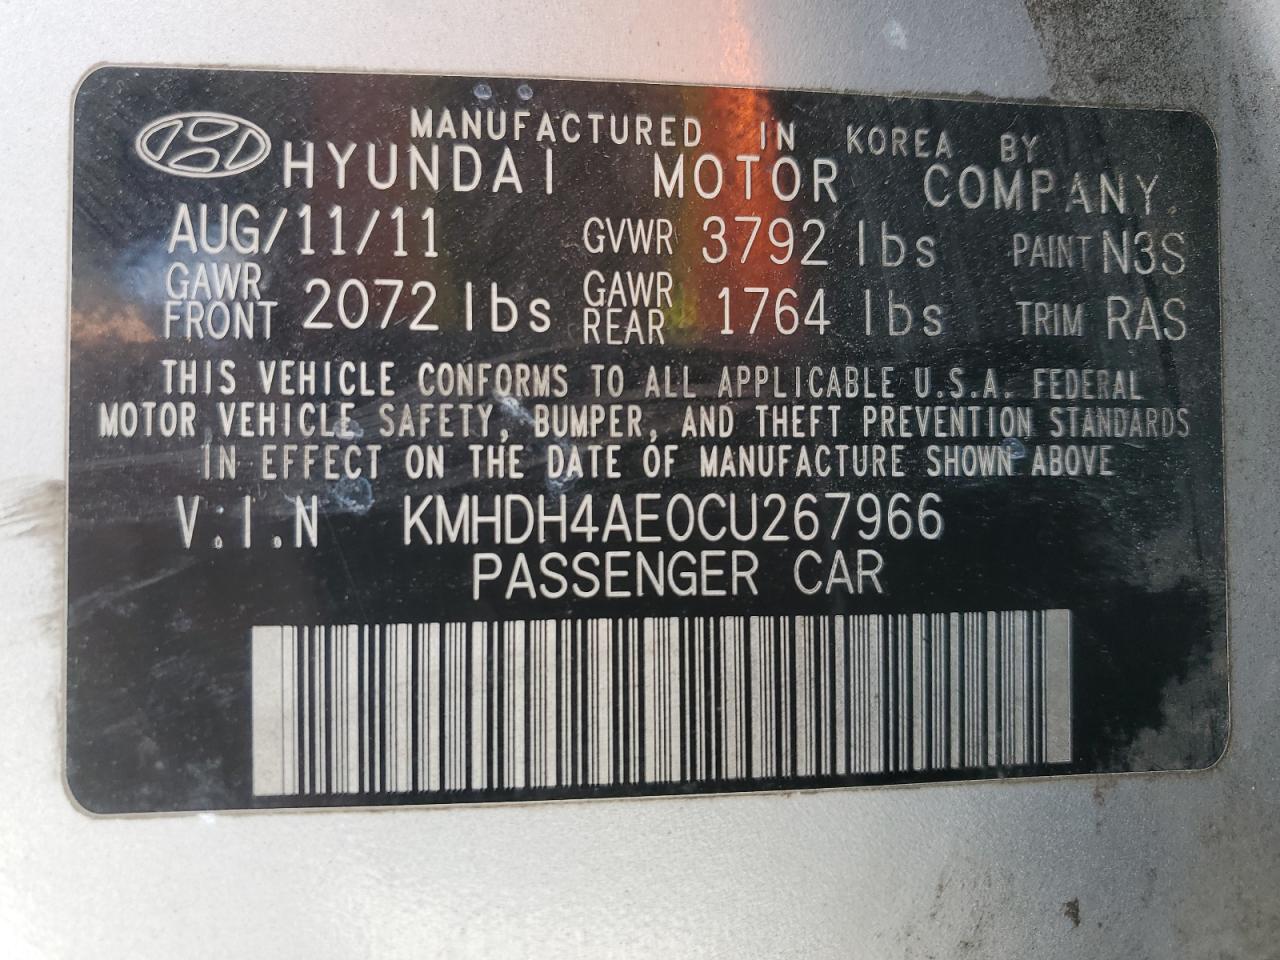 MANUFACTURED IN KOREA BY
HYUNDAI MOTOR COMPANY
AUG/11/11 GVWR 3792 lbs PAINT N3S
GAWR FRONT 2072 lbs GAWR REAR 1764 lbs TRIM RAS
THIS VEHICLE CONFORMS TO ALL APPLICABLE U.S.A. FEDERAL
MOTOR VEHICLE SAFETY, BUMPER, AND THEFT PREVENTION STANDARDS
IN EFFECT ON THE DATE OF MANUFACTURE SHOWN ABOVE
V.I.N KMHDH4AE0CU267966
PASSENGER CAR